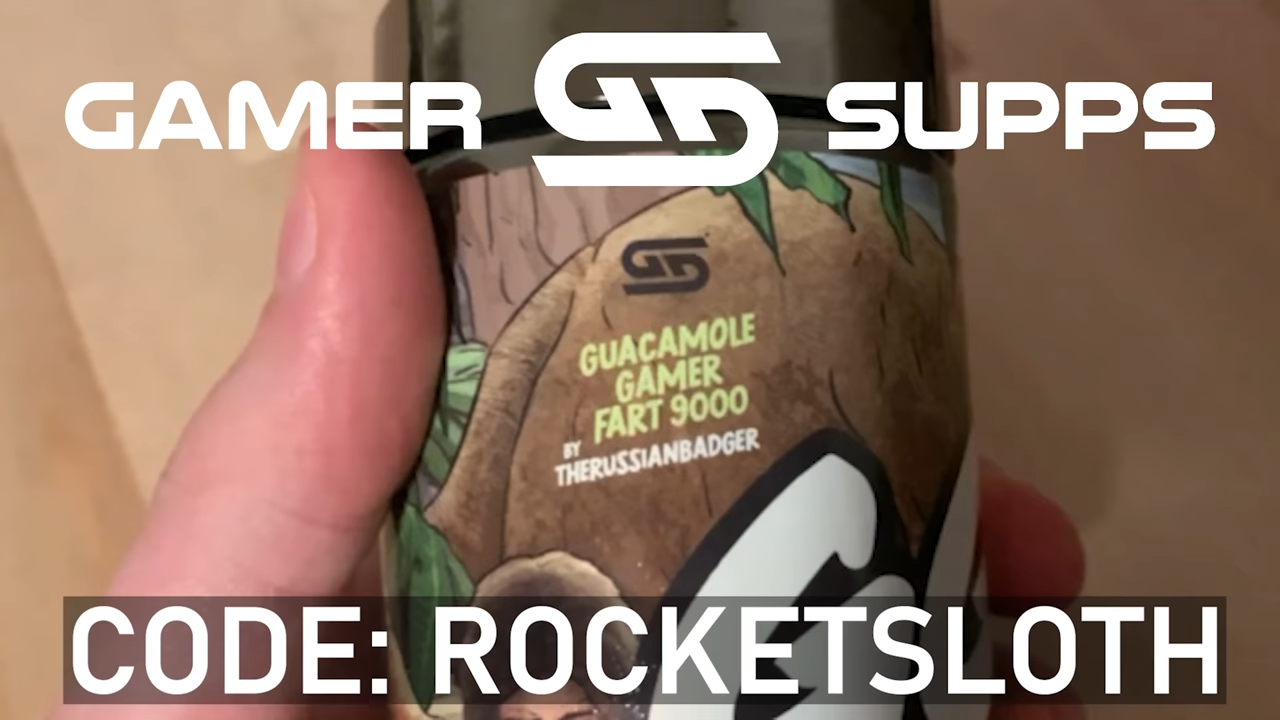 GAMER SUPPS
GUACAMOLE
GAMER
FART 9000
BY THERUSSIANBADGER
CODE: ROCKETSLOTH